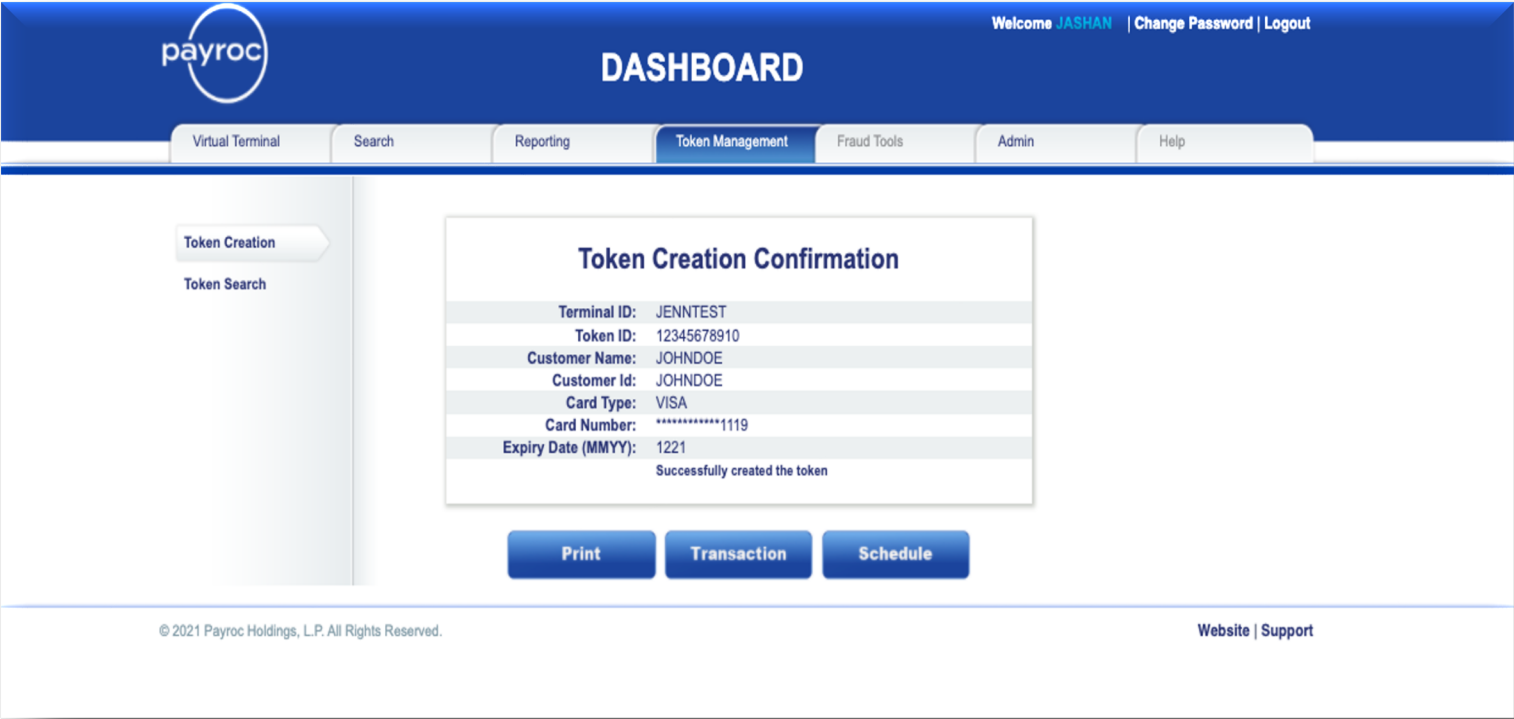 Welcome JASHAN | Change Password | Logout
payroc
DASHBOARD
Virtual Terminal Search Reporting Token Management Fraud Tools Admin Help
Token Creation
Token Search
Token Creation Confirmation
Terminal ID: JENNTEST
Token ID: 12345678910
Customer Name: JOHNDOE
Customer Id: JOHNDOE
Card Type: VISA
Card Number: ************1119
Expiry Date (MMYY): 1221
Successfully created the token
Print Transaction Schedule
© 2021 Payroc Holdings, L.P. All Rights Reserved.
Website | Support